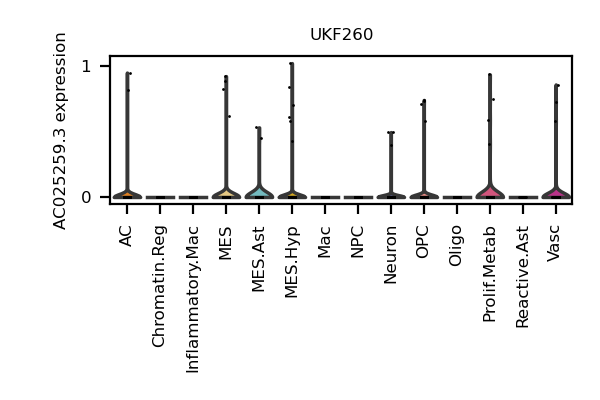 UKF260
AC025259.3 expression
1
0
AC
Chromatin.Reg
Inflammatory.Mac
MES
MES.Ast
MES.Hyp
Mac
NPC
Neuron
OPC
Oligo
Prolif.Metab
Reactive.Ast
Vasc